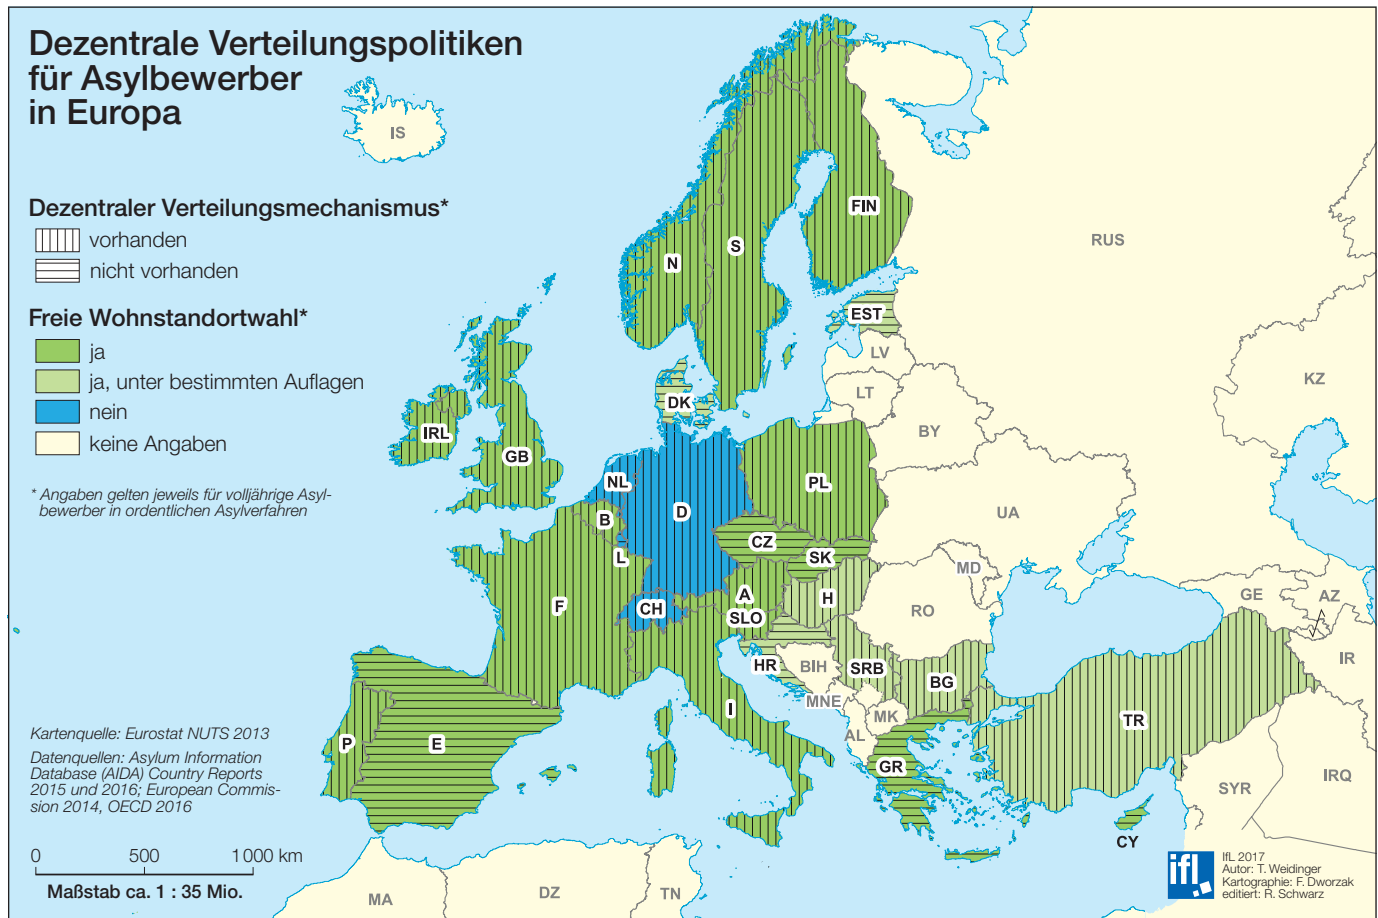 Dezentrale Verteilungspolitiken
für Asylbewerber
in Europa
Dezentraler Verteilungsmechanismus*
vorhanden
nicht vorhanden
Freie Wohnstandortwahl*
ja
ja, unter bestimmten Auflagen
nein
keine Angaben
* Angaben gelten jeweils für volljährige Asyl-
bewerber in ordentlichen Asylverfahren
IS
FIN
RUS
N
S
EST
LV
LT
KZ
DK
BY
IRL
GB
NL
D
PL
UA
B
L
CZ
SK
MD
F
CH
A
SLO
H
RO
GE
AZ
HR
BIH
SRB
BG
IR
MNE
MK
AL
I
TR
P
E
GR
SYR
IRQ
CY
MA
DZ
TN
Kartenquelle: Eurostat NUTS 2013
Datenquellen: Asylum Information
Database (AIDA) Country Reports
2015 und 2016; European Commis-
sion 2014, OECD 2016
0 500 1000 km
Maßstab ca. 1 : 35 Mio.
ifl
IfL 2017
Autor: T. Weidinger
Kartographie: F. Dworzak
editiert: R. Schwarz